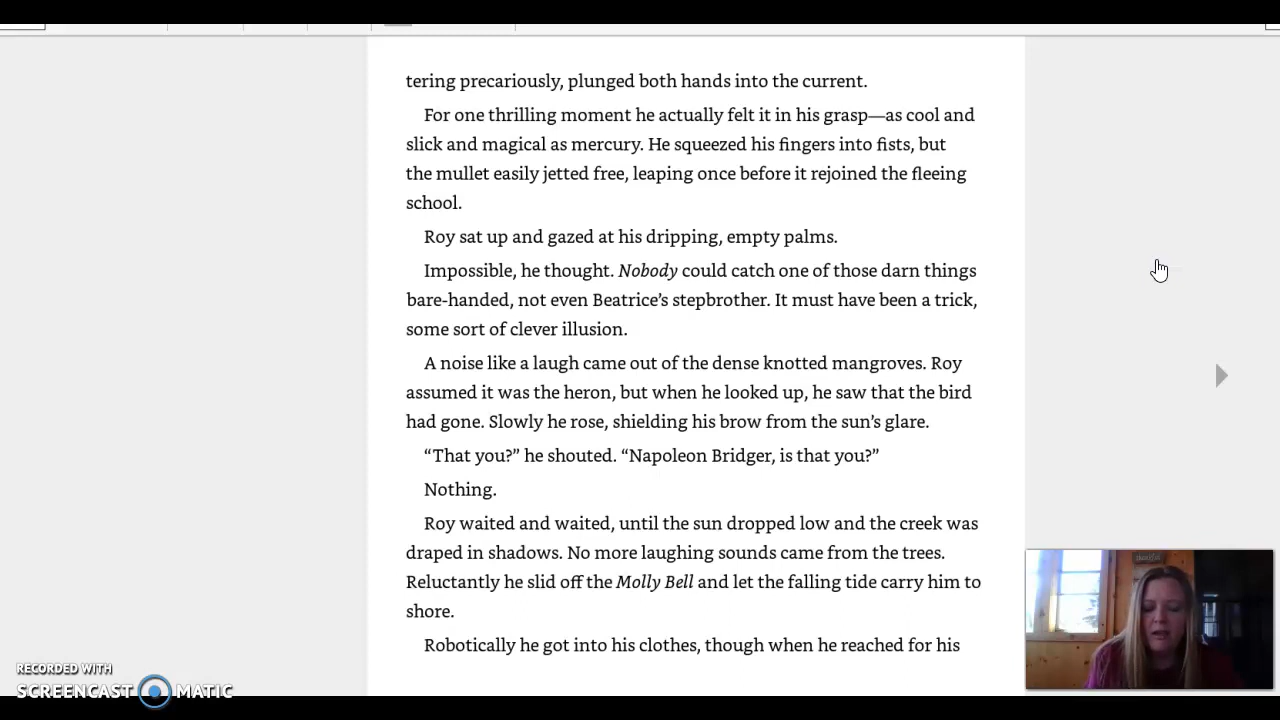 tering precariously, plunged both hands into the current.
For one thrilling moment he actually felt it in his grasp—as cool and
slick and magical as mercury. He squeezed his fingers into fists, but
the mullet easily jetted free, leaping once before it rejoined the fleeing
school.
Roy sat up and gazed at his dripping, empty palms.
Impossible, he thought. Nobody could catch one of those darn things
bare-handed, not even Beatrice’s stepbrother. It must have been a trick,
some sort of clever illusion.
A noise like a laugh came out of the dense knotted mangroves. Roy
assumed it was the heron, but when he looked up, he saw that the bird
had gone. Slowly he rose, shielding his brow from the sun’s glare.
“That you?” he shouted. “Napoleon Bridger, is that you?”
Nothing.
Roy waited and waited, until the sun dropped low and the creek was
draped in shadows. No more laughing sounds came from the trees.
Reluctantly he slid off the Molly Bell and let the falling tide carry him to
shore.
Robotically he got into his clothes, though when he reached for his
RECORDED WITH
SCREENCAST MATIC